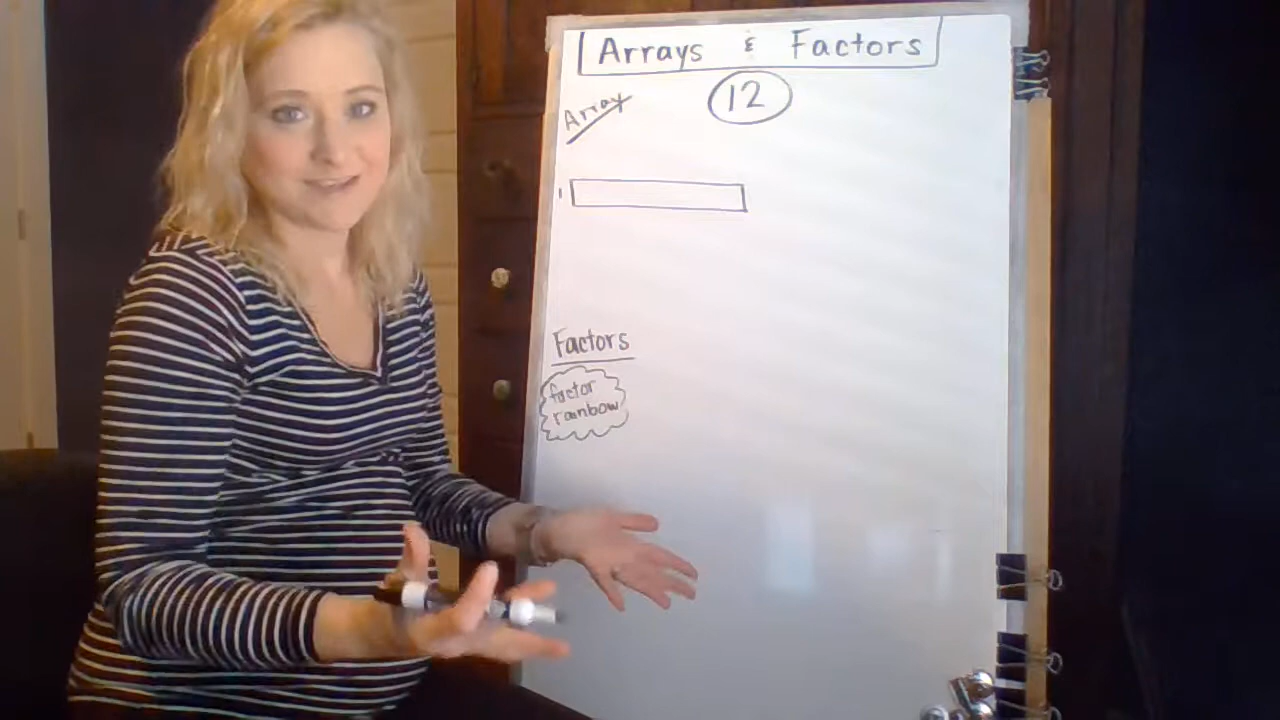 Arrays & Factors
12
Array
1
Factors
factor
rainbow